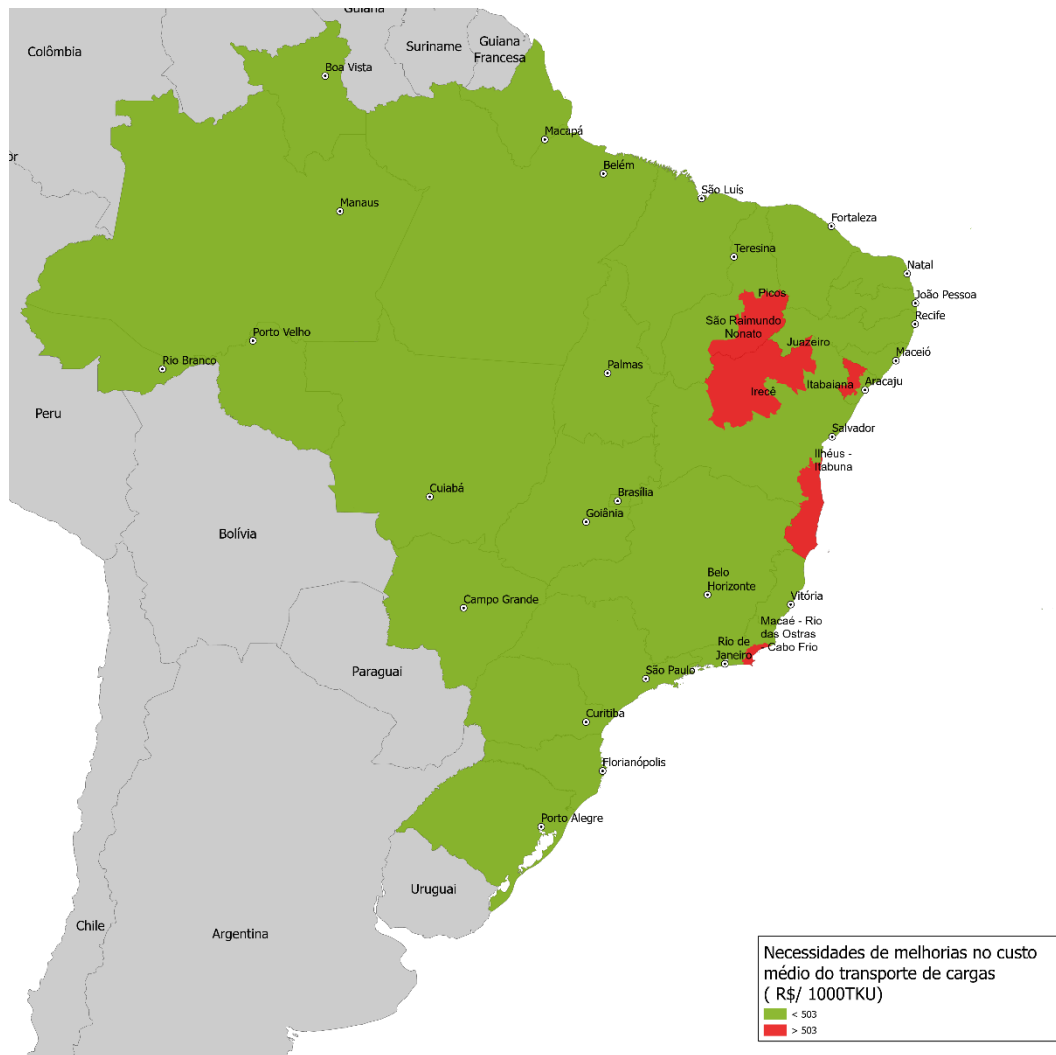 Guiana
Colômbia
Suriname
Guiana
Francesa
Boa Vista
Macapá
or
Belém
São Luís
Manaus
Fortaleza
Teresina
Natal
Picos
João Pessoa
São Raimundo
Nonato
Recife
Porto Velho
Juazeiro
Rio Branco
Palmas
Maceió
Irecê
Itabaiana
Aracaju
Peru
Salvador
Ilhéus -
Itabuna
Cuiabá
Brasília
Goiânia
Bolívia
Belo
Horizonte
Campo Grande
Vitória
Macaé - Rio
das Ostras
- Cabo Frio
Rio de
Janeiro
Paraguai
São Paulo
Curitiba
Florianópolis
Porto Alegre
Uruguai
Chile
Argentina
Necessidades de melhorias no custo
médio do transporte de cargas
( R$/ 1000TKU)
< 503
> 503